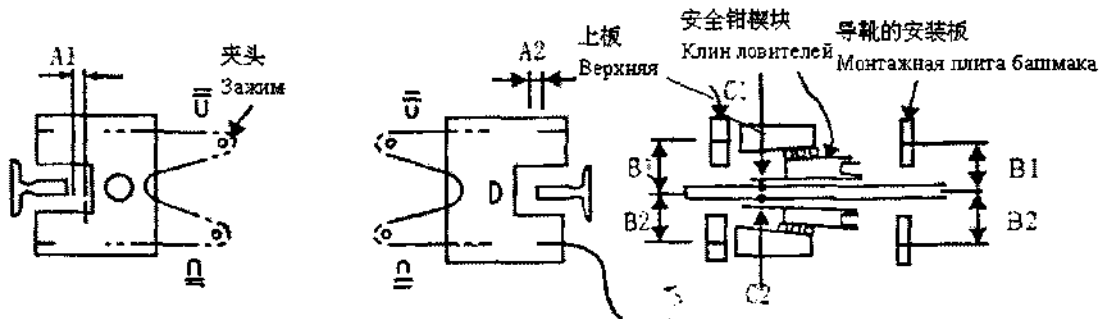 A1
夹头
Зажим
A2
上板
Верхняя
安全钳楔块
Клин ловителей
导靴的安装板
Монтажная плита башмака
C1
B1
B2
B1
B2
C2